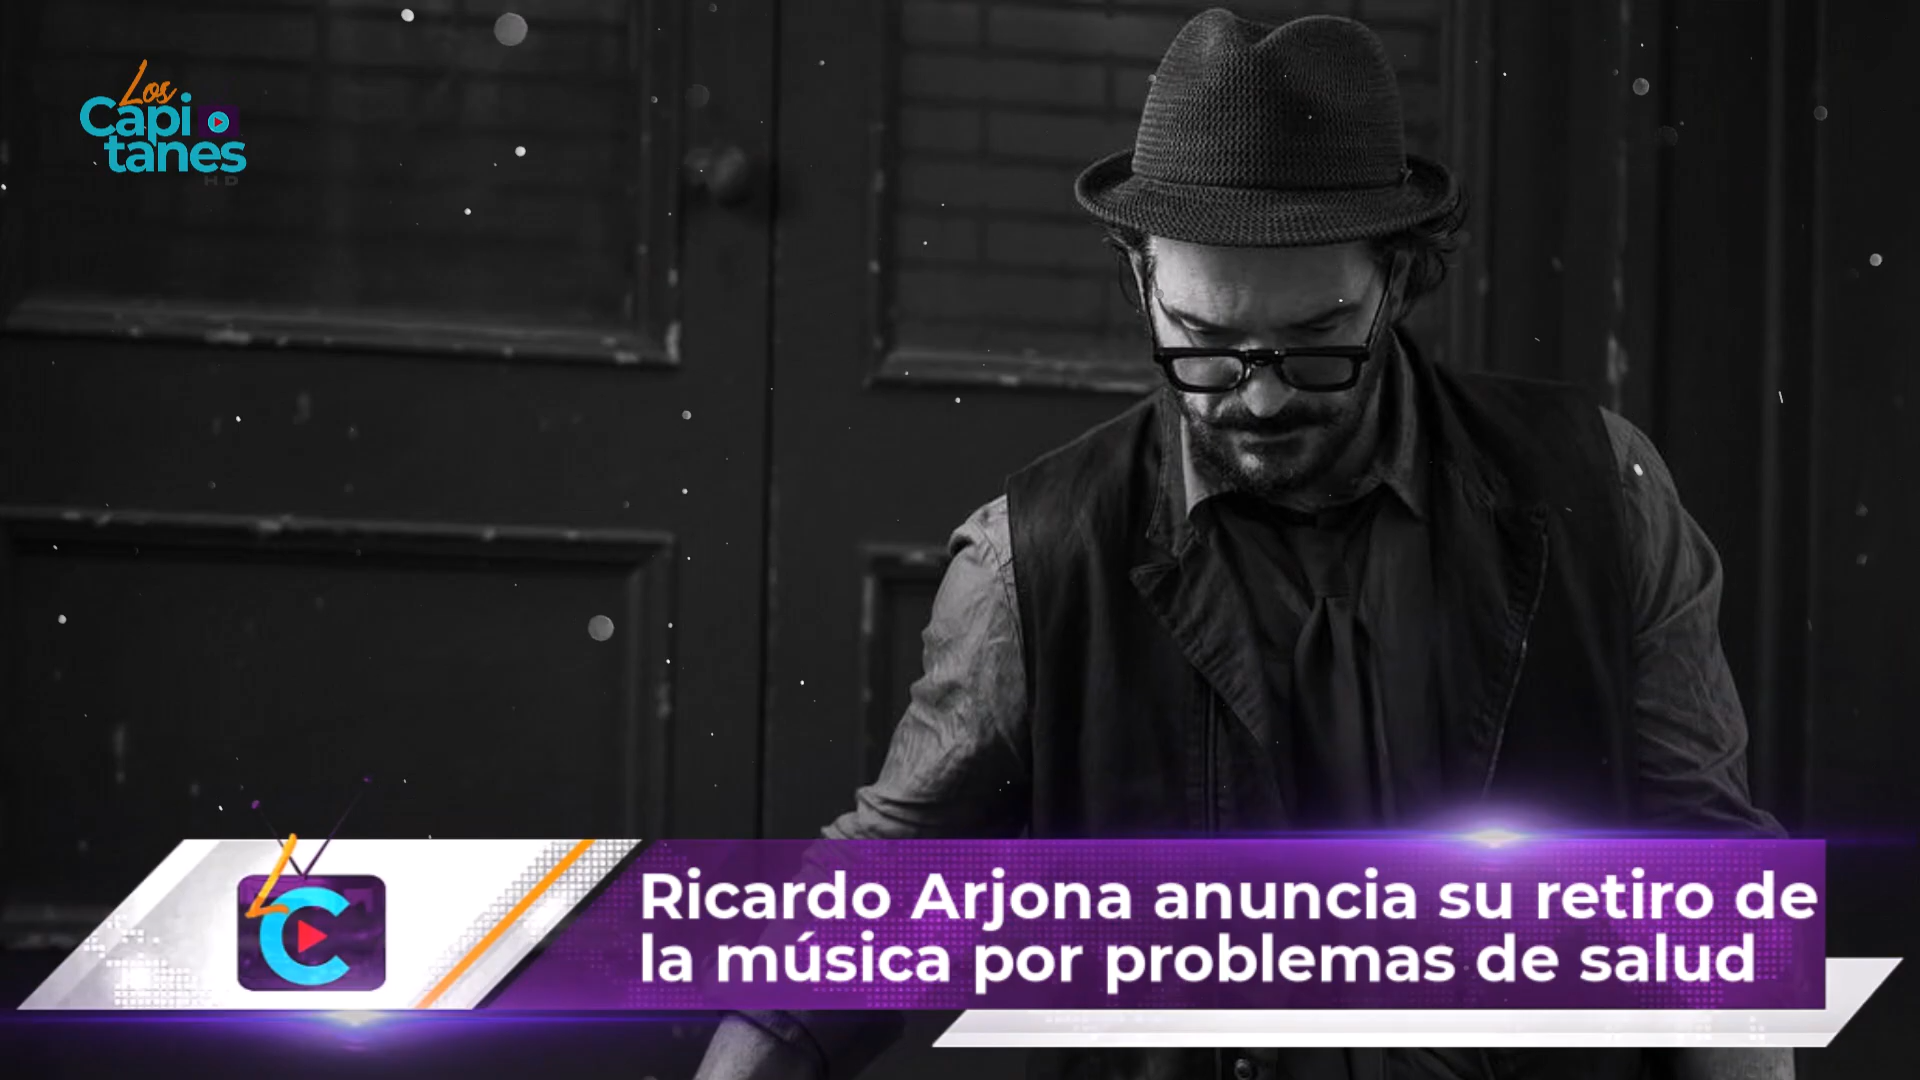 Los
Capi
tanes
HD
Ricardo Arjona anuncia su retiro de
la música por problemas de salud